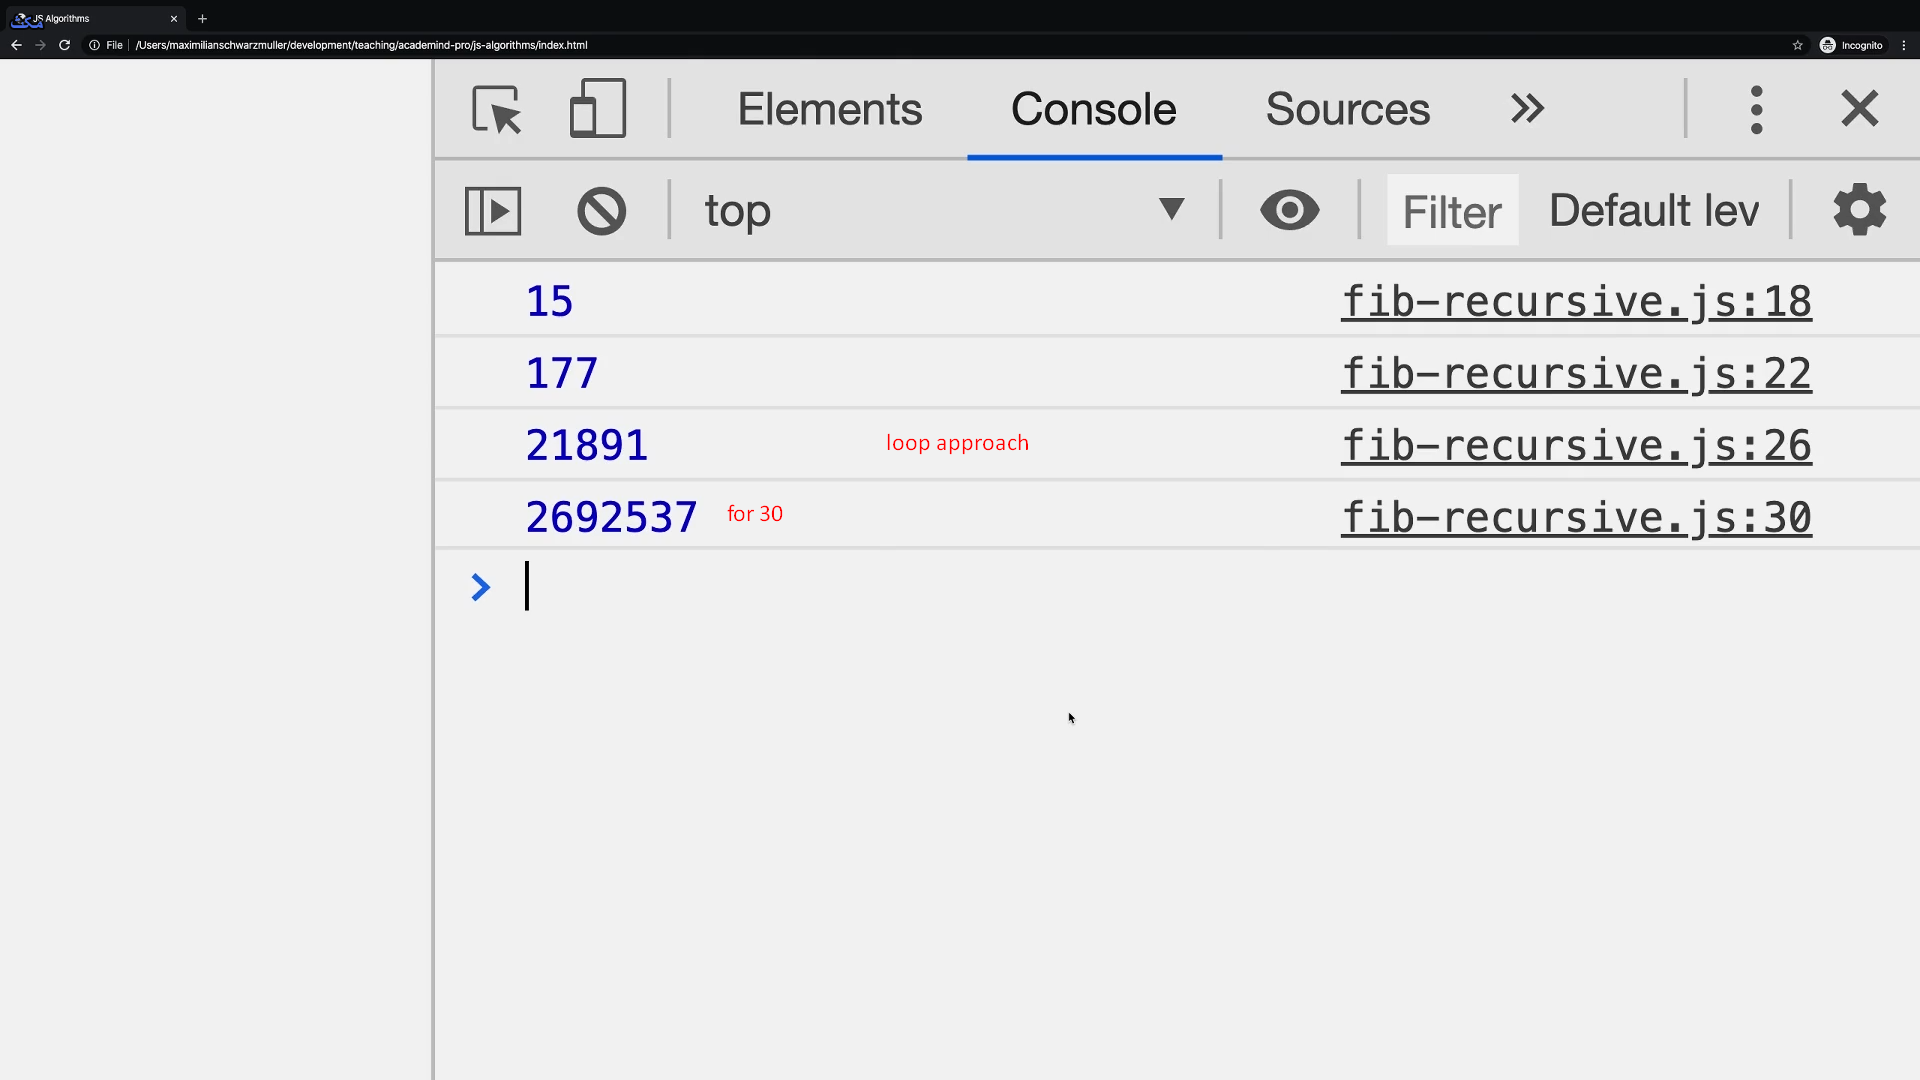 مکتب
JS Algorithms
File /Users/maximilianschwarzmuller/development/teaching/academind-pro/js-algorithms/index.html
Incognito
Elements Console Sources
top Filter Default lev
15 fib-recursive.js:18
177 fib-recursive.js:22
21891 loop approach fib-recursive.js:26
2692537 for 30 fib-recursive.js:30